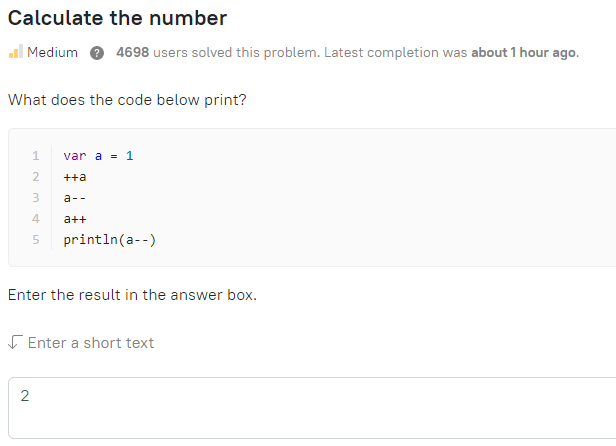 Calculate the number
Medium ? 4698 users solved this problem. Latest completion was about 1 hour ago.
What does the code below print?
1 var a = 1
2 ++a
3 a--
4 a++
5 println(a--)
Enter the result in the answer box.
Enter a short text
2